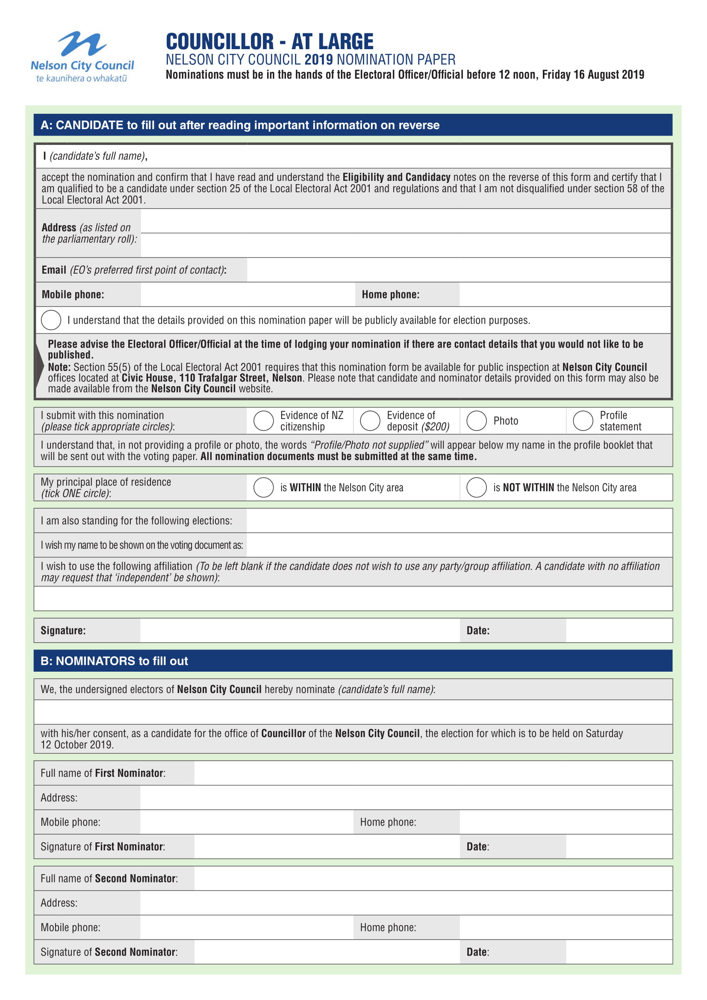 Nelson City Council
te kaunihera o whakatū
COUNCILLOR - AT LARGE
NELSON CITY COUNCIL 2019 NOMINATION PAPER
Nominations must be in the hands of the Electoral Officer/Official before 12 noon, Friday 16 August 2019
A: CANDIDATE to fill out after reading important information on reverse
I (candidate’s full name),
accept the nomination and confirm that I have read and understand the Eligibility and Candidacy notes on the reverse of this form and certify that I
am qualified to be a candidate under section 25 of the Local Electoral Act 2001 and regulations and that I am not disqualified under section 58 of the
Local Electoral Act 2001.
Address (as listed on
the parliamentary roll):
Email (EO’s preferred first point of contact):
Mobile phone: Home phone:
I understand that the details provided on this nomination paper will be publicly available for election purposes.
Please advise the Electoral Officer/Official at the time of lodging your nomination if there are contact details that you would not like to be
published.
Note: Section 55(5) of the Local Electoral Act 2001 requires that this nomination form be available for public inspection at Nelson City Council
offices located at Civic House, 110 Trafalgar Street, Nelson. Please note that candidate and nominator details provided on this form may also be
made available from the Nelson City Council website.
I submit with this nomination
(please tick appropriate circles):
Evidence of NZ
citizenship
Evidence of
deposit ($200)
Photo
Profile
statement
I understand that, in not providing a profile or photo, the words “Profile/Photo not supplied” will appear below my name in the profile booklet that
will be sent out with the voting paper. All nomination documents must be submitted at the same time.
My principal place of residence
(tick ONE circle):
is WITHIN the Nelson City area
is NOT WITHIN the Nelson City area
I am also standing for the following elections:
I wish my name to be shown on the voting document as:
I wish to use the following affiliation (To be left blank if the candidate does not wish to use any party/group affiliation. A candidate with no affiliation
may request that ‘independent’ be shown):
Signature: Date:
B: NOMINATORS to fill out
We, the undersigned electors of Nelson City Council hereby nominate (candidate’s full name):
with his/her consent, as a candidate for the office of Councillor of the Nelson City Council, the election for which is to be held on Saturday
12 October 2019.
Full name of First Nominator:
Address:
Mobile phone: Home phone:
Signature of First Nominator: Date:
Full name of Second Nominator:
Address:
Mobile phone: Home phone:
Signature of Second Nominator: Date: